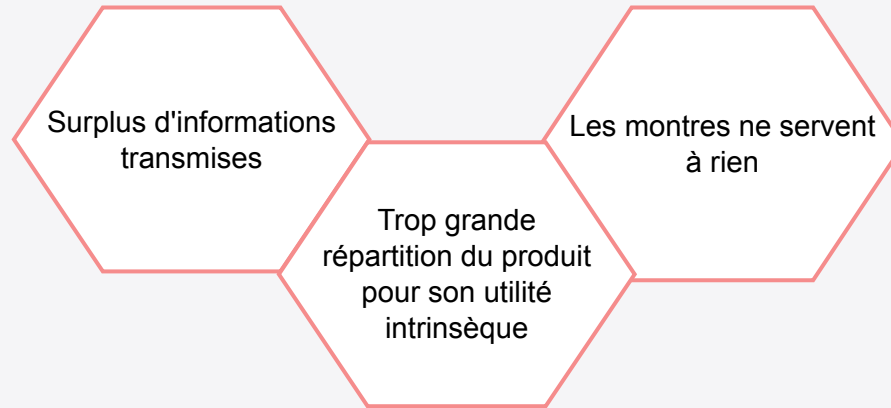 Surplus d'informations
transmises
Les montres ne servent
à rien
Trop grande
répartition du produit
pour son utilité
intrinsèque